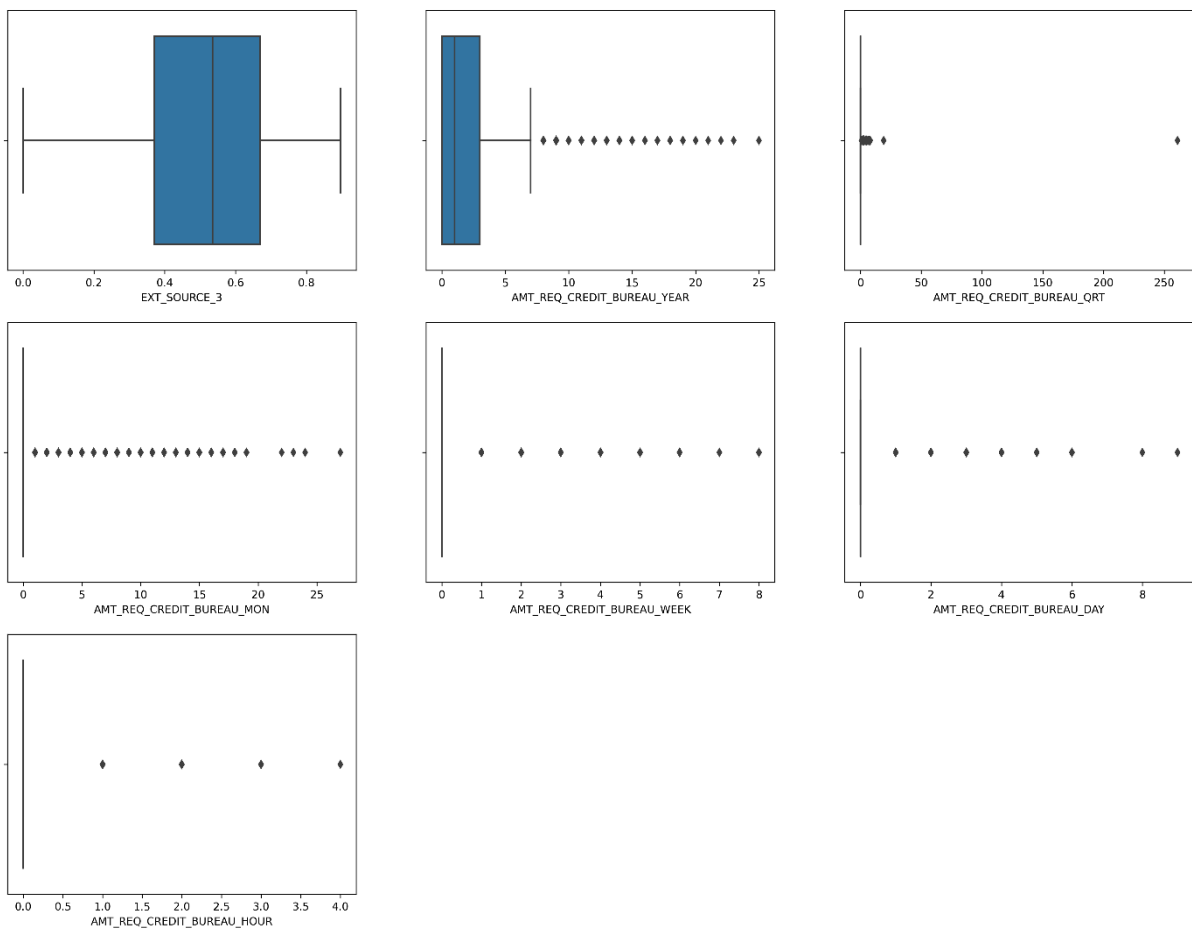 0.0 0.2 0.4 0.6 0.8
EXT_SOURCE_3
0 5 10 15 20 25
AMT_REQ_CREDIT_BUREAU_YEAR
0 50 100 150 200 250
AMT_REQ_CREDIT_BUREAU_QRT
0 5 10 15 20 25
AMT_REQ_CREDIT_BUREAU_MON
0 1 2 3 4 5 6 7 8
AMT_REQ_CREDIT_BUREAU_WEEK
0 2 4 6 8
AMT_REQ_CREDIT_BUREAU_DAY
0.0 0.5 1.0 1.5 2.0 2.5 3.0 3.5 4.0
AMT_REQ_CREDIT_BUREAU_HOUR